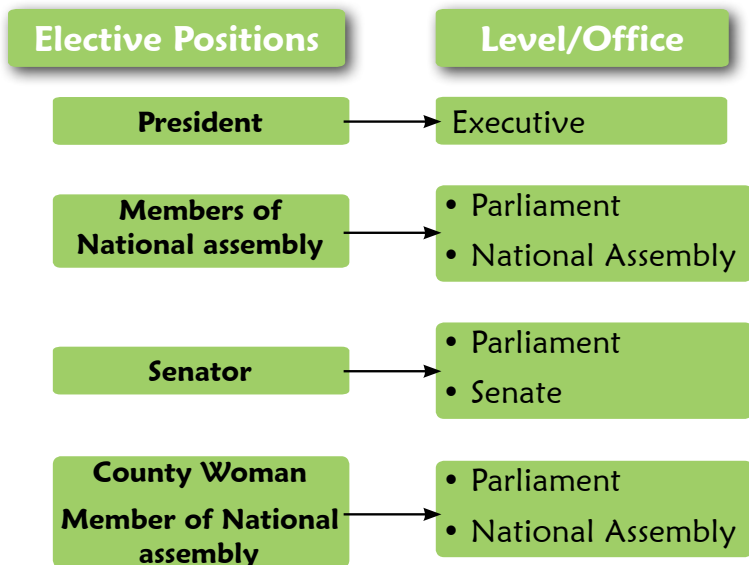 Elective Positions
Level/Office
President
Executive
Members of
National assembly
• Parliament
• National Assembly
Senator
• Parliament
• Senate
County Woman
Member of National
assembly
• Parliament
• National Assembly